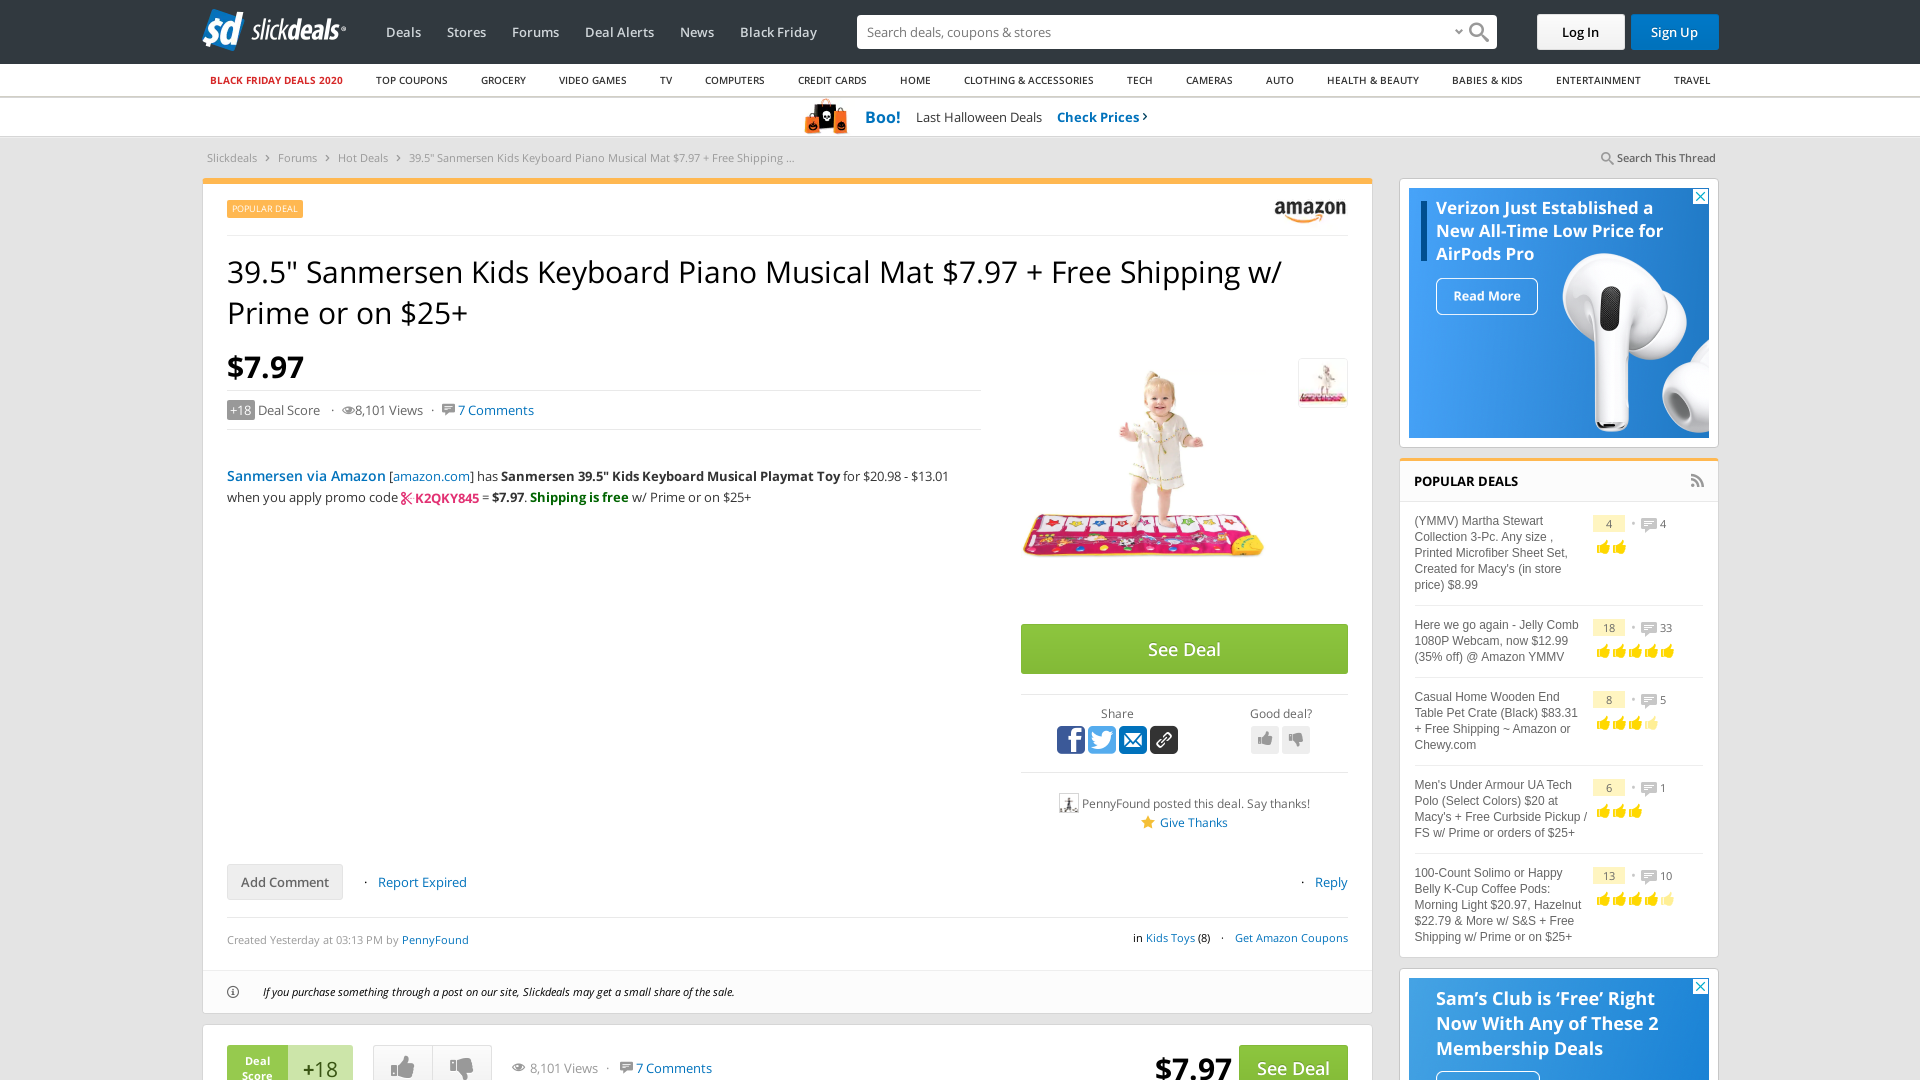 slickdeals
Deals
Stores
Forums
Deal Alerts
News
Black Friday
Search deals, coupons & stores
Log In
Sign Up
BLACK FRIDAY DEALS 2020
TOP COUPONS
GROCERY
VIDEO GAMES
TV
COMPUTERS
CREDIT CARDS
HOME
CLOTHING & ACCESSORIES
TECH
CAMERAS
AUTO
HEALTH & BEAUTY
BABIES & KIDS
ENTERTAINMENT
TRAVEL
Boo! Last Halloween Deals Check Prices ›
Slickdeals › Forums › Hot Deals › 39.5" Sanmersen Kids Keyboard Piano Musical Mat $7.97 + Free Shipping ...
Search This Thread
POPULAR DEAL
amazon
39.5" Sanmersen Kids Keyboard Piano Musical Mat $7.97 + Free Shipping w/
Prime or on $25+
$7.97
+18 Deal Score · 8,101 Views · 7 Comments
Sanmersen via Amazon [amazon.com] has Sanmersen 39.5" Kids Keyboard Musical Playmat Toy for $20.98 - $13.01
when you apply promo code K2QKY845 = $7.97. Shipping is free w/ Prime or on $25+
See Deal
Share
Good deal?
PennyFound posted this deal. Say thanks!
Give Thanks
Add Comment
· Report Expired
· Reply
Created Yesterday at 03:13 PM by PennyFound
in Kids Toys (8) · Get Amazon Coupons
If you purchase something through a post on our site, Slickdeals may get a small share of the sale.
Deal
Score
+18
8,101 Views · 7 Comments
$7.97
See Deal
Verizon Just Established a
New All-Time Low Price for
AirPods Pro
Read More
POPULAR DEALS
(YMMV) Martha Stewart
Collection 3-Pc. Any size ,
Printed Microfiber Sheet Set,
Created for Macy's (in store
price) $8.99
4 • 4
Here we go again - Jelly Comb
1080P Webcam, now $12.99
(35% off) @ Amazon YMMV
18 • 33
Casual Home Wooden End
Table Pet Crate (Black) $83.31
+ Free Shipping ~ Amazon or
Chewy.com
8 • 5
Men's Under Armour UA Tech
Polo (Select Colors) $20 at
Macy's + Free Curbside Pickup /
FS w/ Prime or orders of $25+
6 • 1
100-Count Solimo or Happy
Belly K-Cup Coffee Pods:
Morning Light $20.97, Hazelnut
$22.79 & More w/ S&S + Free
Shipping w/ Prime or on $25+
13 • 10
Sam's Club is 'Free' Right
Now With Any of These 2
Membership Deals